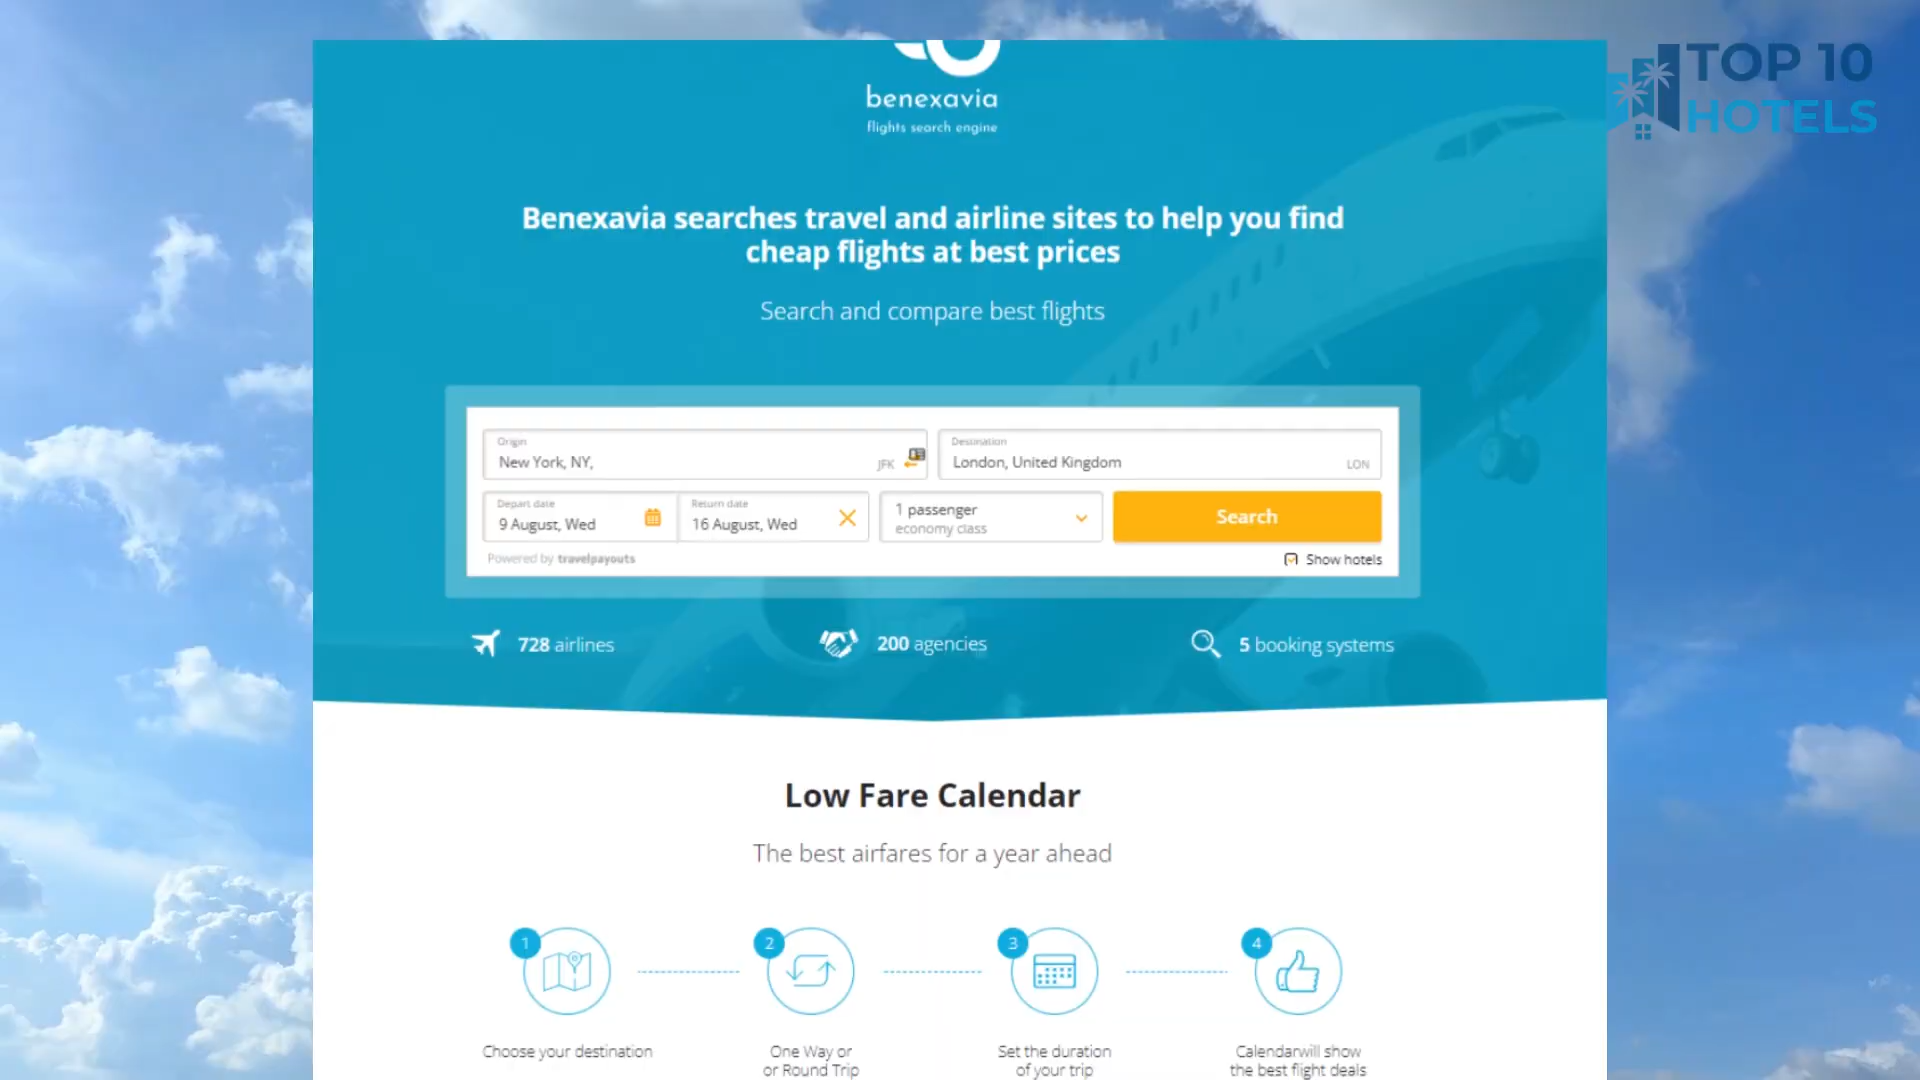 TOP 10
HOTELS
benexavia
flights search engine
Benexavia searches travel and airline sites to help you find
cheap flights at best prices
Search and compare best flights
Origin
New York, NY,
JFK
Destination
London, United Kingdom
LON
Depart date
9 August, Wed
Return date
16 August, Wed
1 passenger
economy class
Search
Powered by travelpayouts
Show hotels
728 airlines
200 agencies
5 booking systems
Low Fare Calendar
The best airfares for a year ahead
1
Choose your destination
2
One Way or
or Round Trip
3
Set the duration
of your trip
4
Calendarwill show
the best flight deals